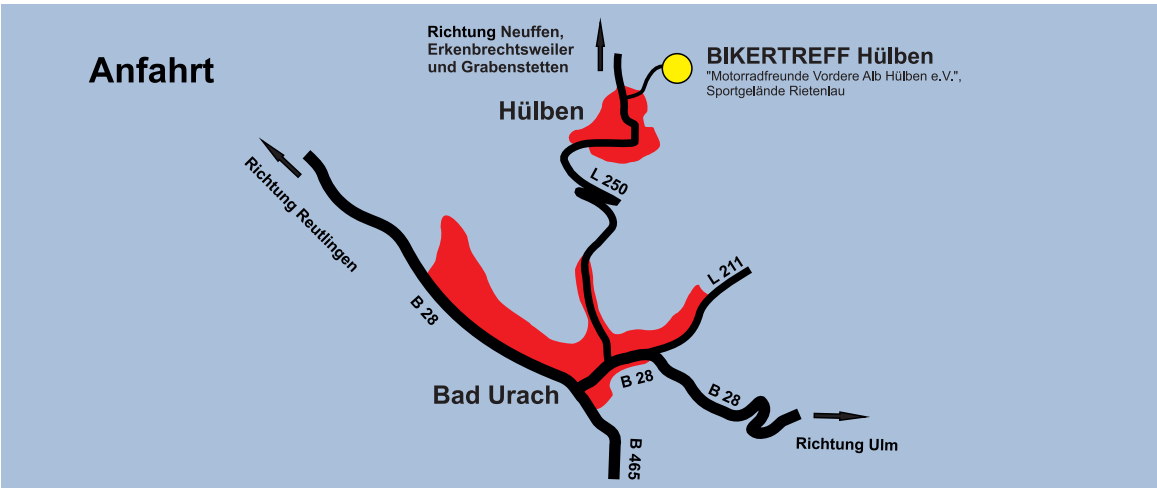 Anfahrt
Richtung Neuffen,
Erkenbrechtsweiler
und Grabenstetten
BIKERTREFF Hülben
"Motorradfreunde Vordere Alb Hülben e.V.",
Sportgelände Rietenlau
Hülben
L 250
Richtung Reutlingen
L 211
B 28
B 28
B 28
Bad Urach
Richtung Ulm
B 465